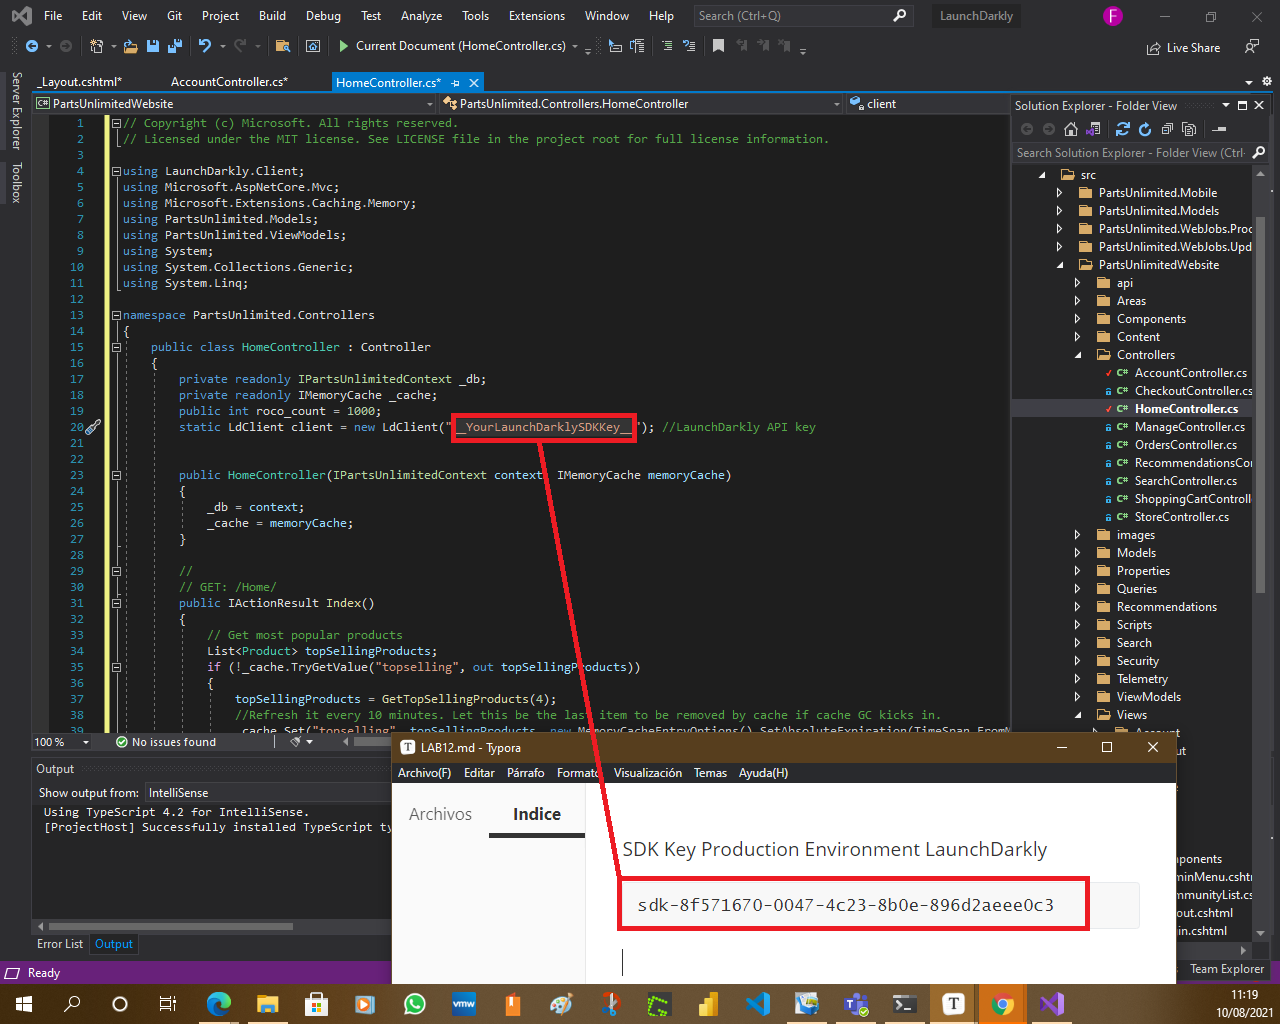 File Edit View Git Project Build Debug Test Analyze Tools Extensions Window Help Search (Ctrl+Q) LaunchDarkly F
Current Document (HomeController.cs) Live Share
_Layout.cshtml* AccountController.cs* HomeController.cs*
C# PartsUnlimitedWebsite PartsUnlimited.Controllers.HomeController client
Server Explorer
Toolbox
1 // Copyright (c) Microsoft. All rights reserved.
2 // Licensed under the MIT license. See LICENSE file in the project root for full license information.
3
4 using LaunchDarkly.Client;
5 using Microsoft.AspNetCore.Mvc;
6 using Microsoft.Extensions.Caching.Memory;
7 using PartsUnlimited.Models;
8 using PartsUnlimited.ViewModels;
9 using System;
10 using System.Collections.Generic;
11 using System.Linq;
12
13 namespace PartsUnlimited.Controllers
14 {
15 public class HomeController : Controller
16 {
17 private readonly IPartsUnlimitedContext _db;
18 private readonly IMemoryCache _cache;
19 public int roco_count = 1000;
20 static LdClient client = new LdClient("__YourLaunchDarklySDKKey__"); //LaunchDarkly API key
21
22
23 public HomeController(IPartsUnlimitedContext context, IMemoryCache memoryCache)
24 {
25 _db = context;
26 _cache = memoryCache;
27 }
28
29 //
30 // GET: /Home/
31 public IActionResult Index()
32 {
33 // Get most popular products
34 List<Product> topSellingProducts;
35 if (!_cache.TryGetValue("topselling", out topSellingProducts))
36 {
37 topSellingProducts = GetTopSellingProducts(4);
38 //Refresh it every 10 minutes. Let this be the last item to be removed by cache if cache GC kicks in.
39 _cache.Set("topselling", topSellingProducts, new MemoryCacheEntryOptions().SetAbsoluteExpiration(TimeSpan.FromM
100 % No issues found
Output
Show output from: IntelliSense
Using TypeScript 4.2 for IntelliSense.
[ProjectHost] Successfully installed TypeScript ty
Error List Output
Ready
Solution Explorer - Folder View
Search Solution Explorer - Folder View (Ctrl-
src
PartsUnlimited.Mobile
PartsUnlimited.Models
PartsUnlimited.WebJobs.Proc
PartsUnlimited.WebJobs.Upd
PartsUnlimitedWebsite
api
Areas
Components
Content
Controllers
C# AccountController.cs
C# CheckoutController.cs
C# HomeController.cs
C# ManageController.cs
C# OrdersController.cs
C# RecommendationsCon
C# SearchController.cs
C# ShoppingCartControll
C# StoreController.cs
images
Models
Properties
Queries
Recommendations
Scripts
Search
Security
Telemetry
ViewModels
Views
Account
ut
e
ponents
minMenu.cshtm
mmunityList.cs
out.cshtml
in.cshtml
Team Explorer
T LAB12.md - Typora
Archivo(F) Editar Párrafo Formato Visualización Temas Ayuda(H)
Archivos Indice
SDK Key Production Environment LaunchDarkly
sdk-8f571670-0047-4c23-8b0e-896d2aeee0c3
vmw T
11:19
10/08/2021